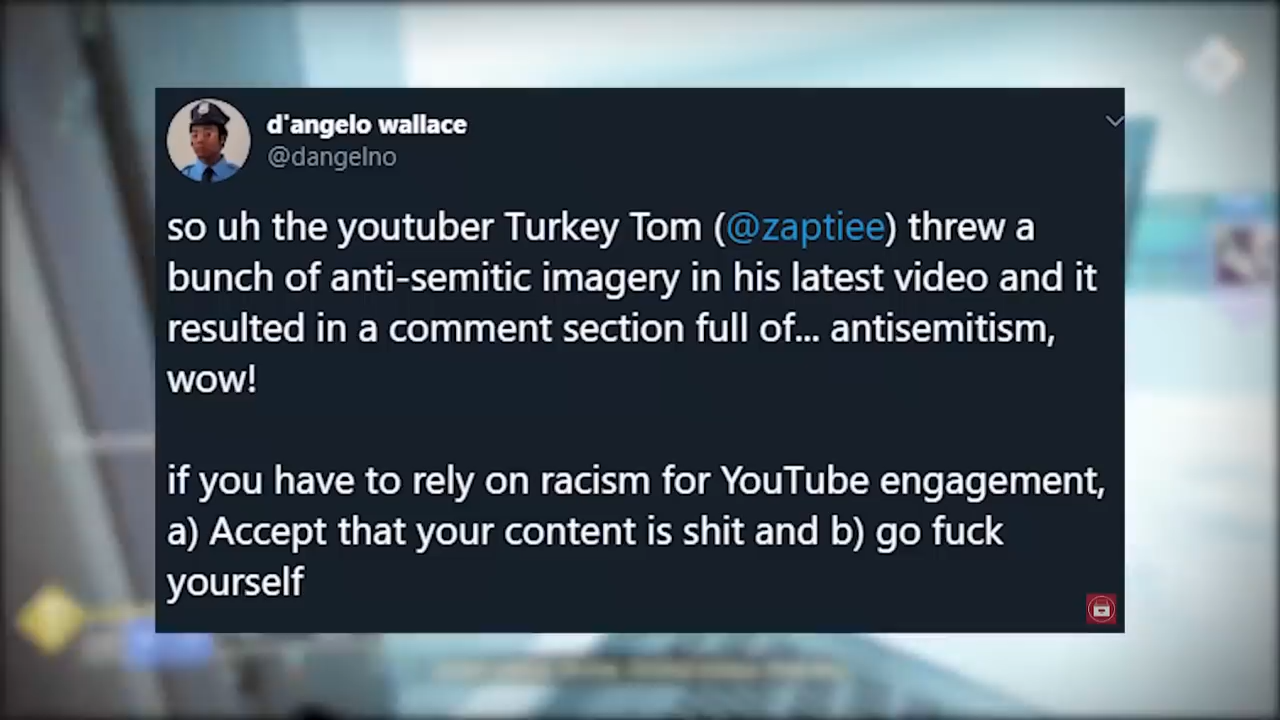 d'angelo wallace
@dangelno
so uh the youtuber Turkey Tom (@zaptiee) threw a
bunch of anti-semitic imagery in his latest video and it
resulted in a comment section full of... antisemitism,
wow!
if you have to rely on racism for YouTube engagement,
a) Accept that your content is shit and b) go fuck
yourself